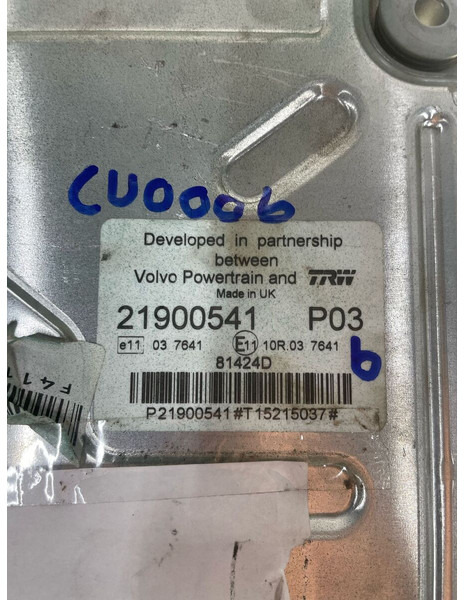 CU0006
Developed in partnership
between
Volvo Powertrain and TRW
Made in UK
21900541 P03
e11 03 7641 E11 10R.03 7641
81424D
6
P21900541#T15215037#
F411